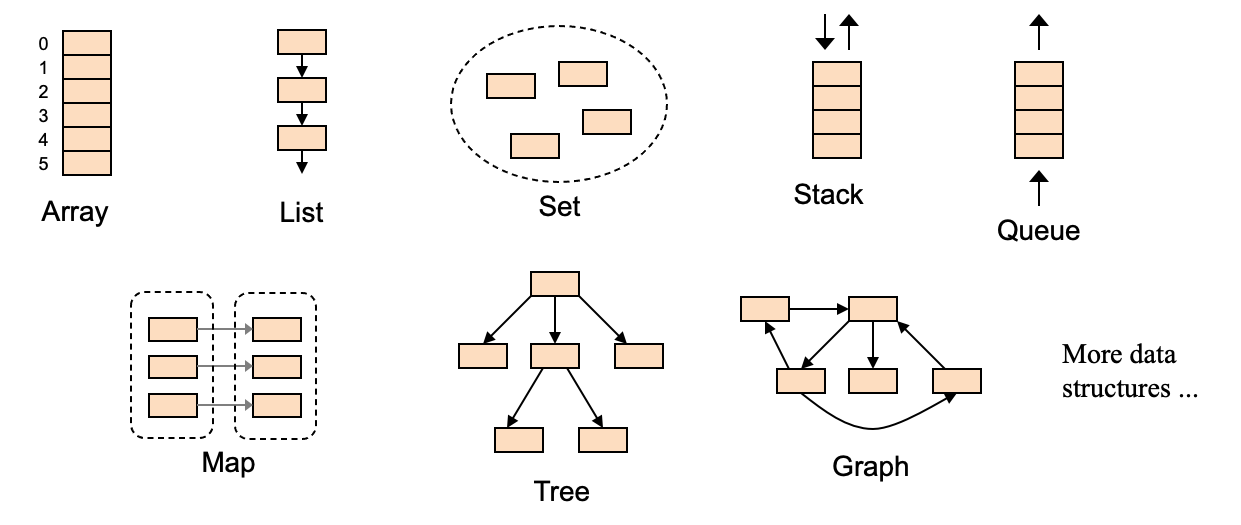 0
1
2
3
4
5
Array
List
Set
Stack
Queue
Map
Tree
Graph
More data
structures ...